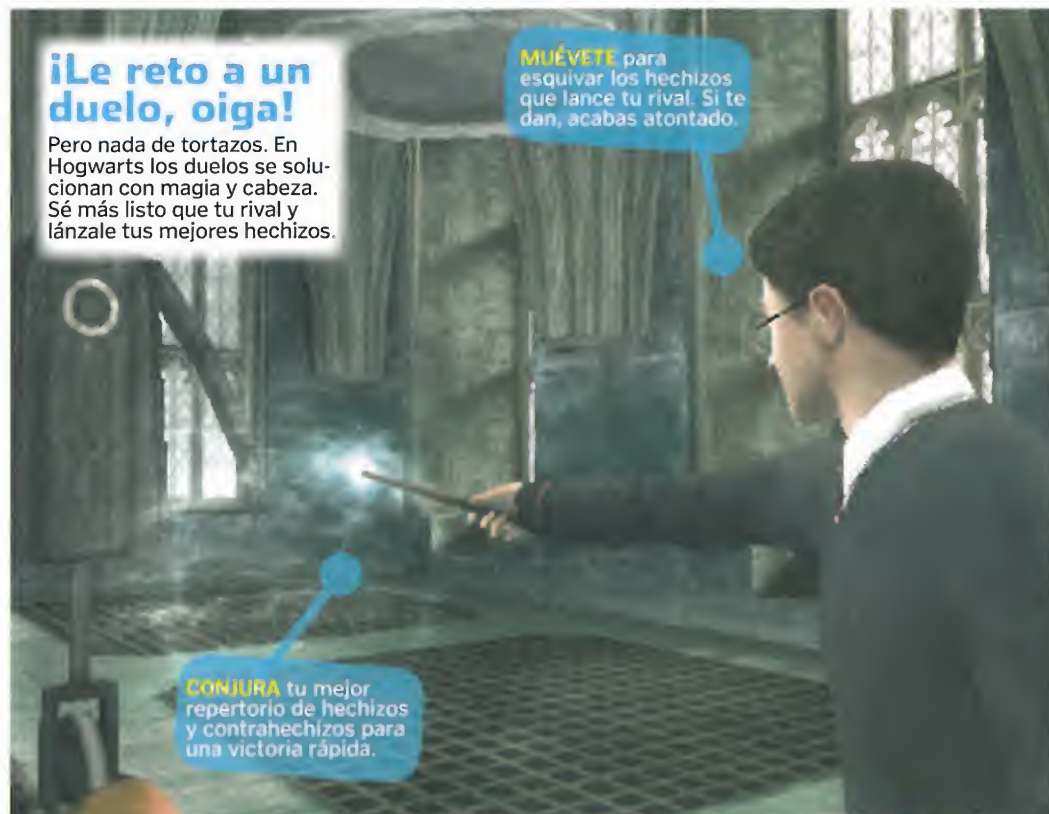 ¡Le reto a un
duelo, oiga!
Pero nada de tortazos. En
Hogwarts los duelos se solu-
cionan con magia y cabeza.
Sé más listo que tu rival y
lánzale tus mejores hechizos.
MUÉVETE para
esquivar los hechizos
que lance tu rival. Si te
dan, acabas atontado.
CONJURA tu mejor
repertorio de hechizos
y contrahechizos para
una victoria rápida.